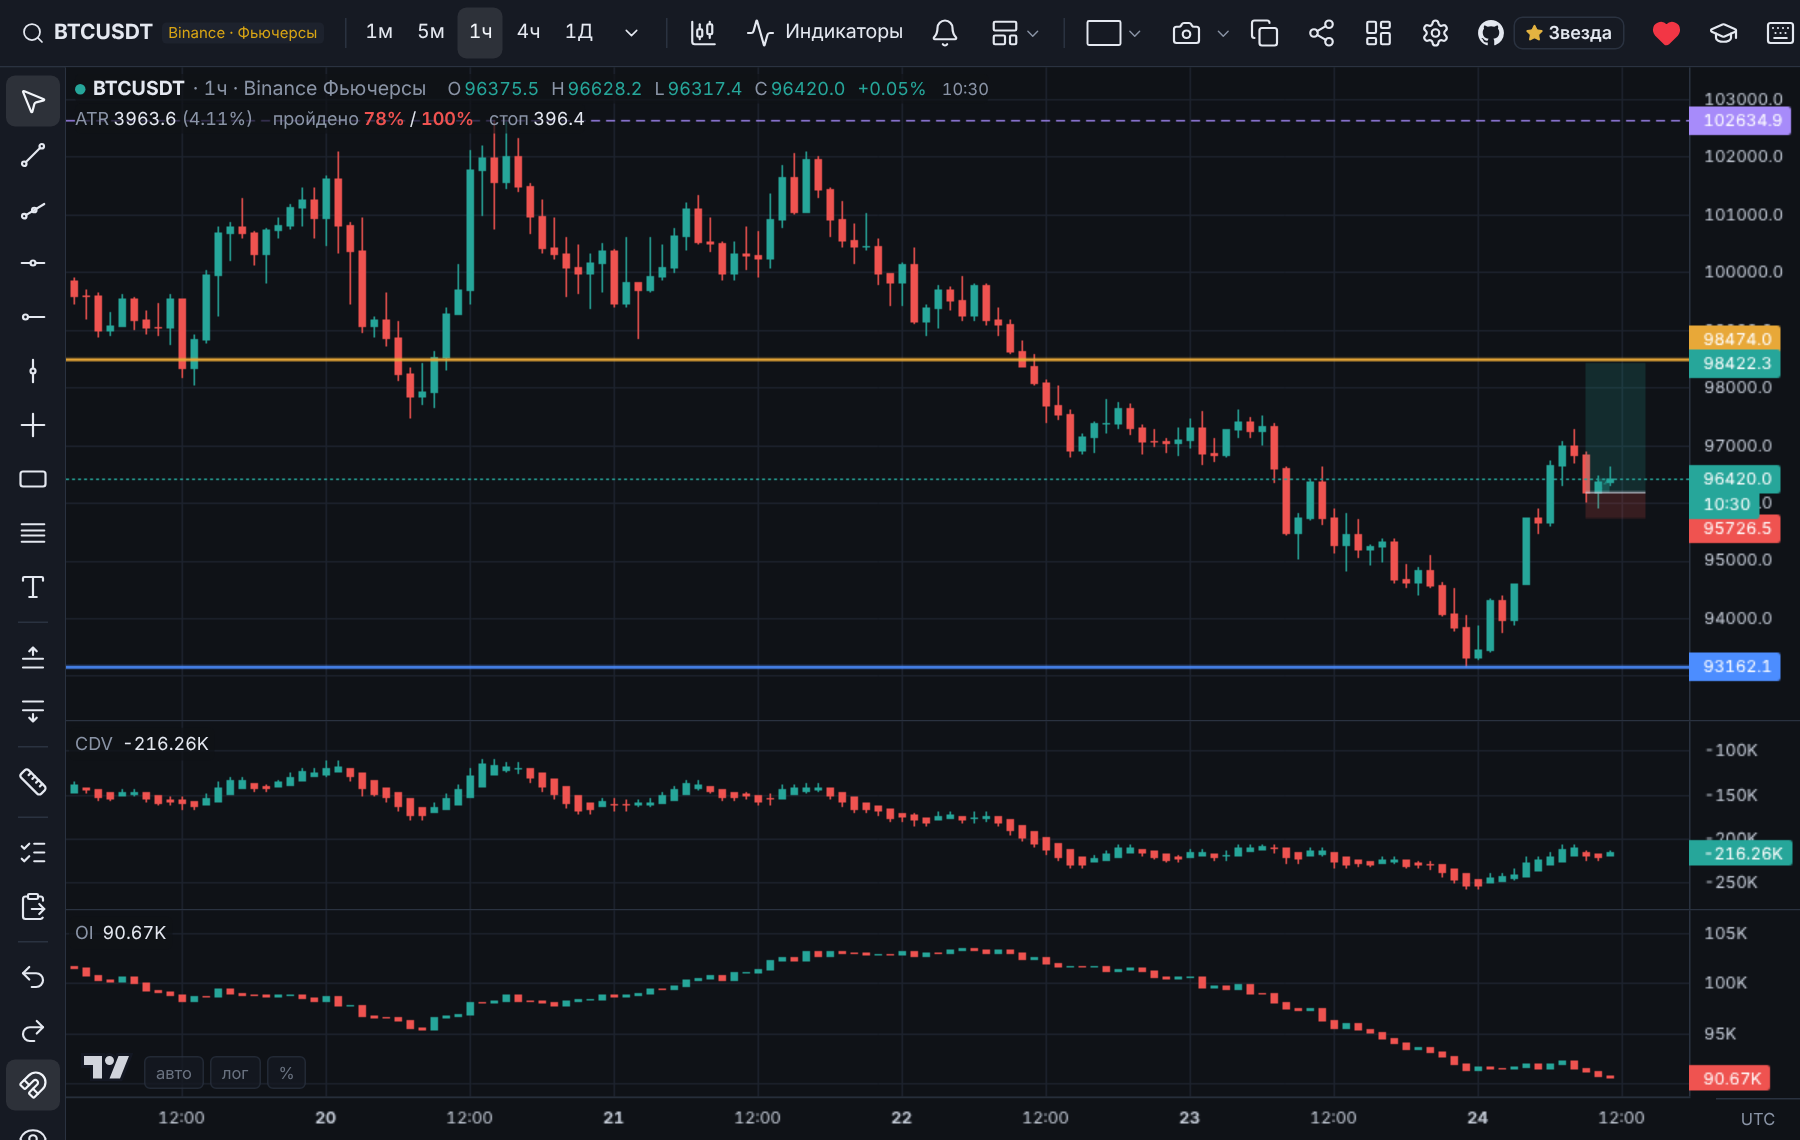 BTCUSDT Binance · Фьючерсы 1м 5м 1ч 4ч 1Д Индикаторы Звезда
BTCUSDT · 1ч · Binance Фьючерсы O 96375.5 H 96628.2 L 96317.4 C 96420.0 +0.05% 10:30
ATR 3963.6 (4.11%) пройдено 78% / 100% стоп 396.4
103000.0
102634.9
102000.0
101000.0
100000.0
98474.0
98422.3
98000.0
97000.0
96420.0
10:30
95726.5
95000.0
94000.0
93162.1
CDV -216.26K
-100K
-150K
-200K
-216.26K
-250K
OI 90.67K
105K
100K
95K
90.67K
авто лог %
12:00 20 12:00 21 12:00 22 12:00 23 12:00 24 12:00 UTC